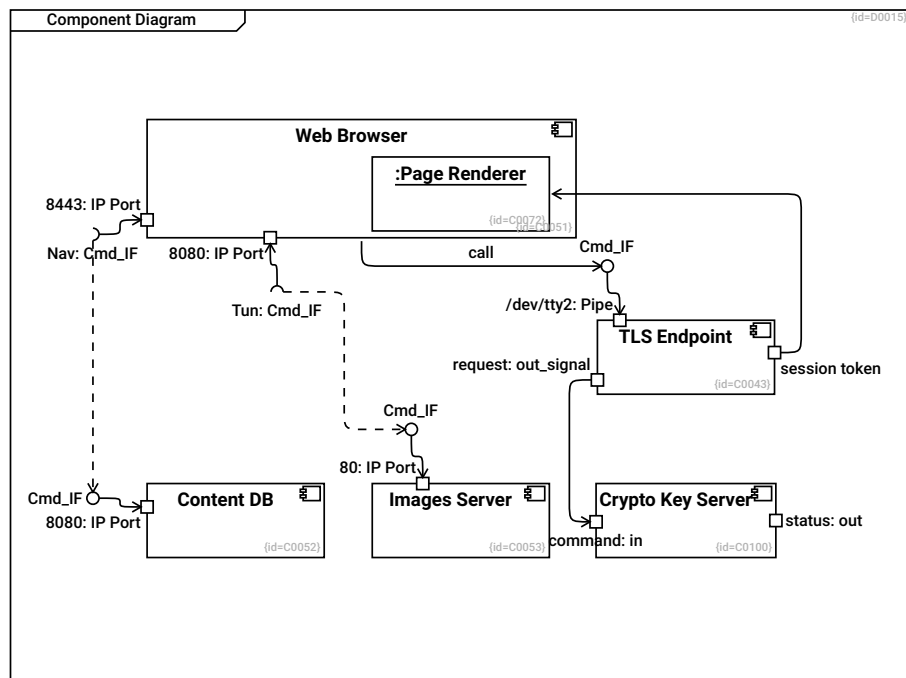 Component Diagram
{id=D0015}
Web Browser
:Page Renderer
{id=C0072}
{id=C0051}
8443: IP Port
Nav: Cmd_IF
8080: IP Port
Tun: Cmd_IF
call
Cmd_IF
/dev/tty2: Pipe
TLS Endpoint
{id=C0043}
request: out_signal
session token
Cmd_IF
80: IP Port
Cmd_IF
8080: IP Port
Content DB
{id=C0052}
Images Server
{id=C0053}
Crypto Key Server
{id=C0100}
command: in
status: out